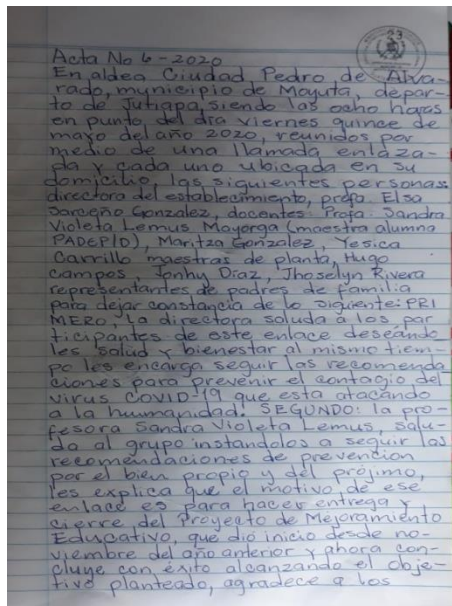 23
Acta No 6-2020
En aldea Ciudad Pedro de Alva-
rado, municipio de Moyuta, depar-
to de Jutiapa, siendo las ocho horas
en punto del día viernes quince de
mayo del año 2020, reunidos por
medio de una llamada enlaza-
da y cada uno ubicada en su
domicilio, las siguientes personas:
directora del establecimiento, profa. Elsa
Sarceño Gonzalez, docentes: Profa: Sandra
Violeta Lemus Mayorga (maestra alumna
PADEP/D), Maritza Gonzalez, Yesica
Carrillo maestras de planta, Hugo
Campos, Jonhy Díaz, Jhoselyn Rivera
representantes de padres de familia
para dejar constancia de lo siguiente: PRI
MERO, La directora saluda a los par
ticipantes de este enlace deseándo
les salud y bienestar al mismo tiem-
po les encarga seguir las recomenda
ciones para prevenir el contagio del
virus COVID-19 que esta atacando
a la huumanidad. SEGUNDO: la pro-
fesora Sandra Violeta Lemus, salu-
da al grupo instandolos a seguir las
recomendaciones de prevencion
por el bien propio y del prójimo,
les explica que el motivo de ese
enlace es para hacer entrega y
cierre del Proyecto de Mejoramiento
Educativo, que dió inicio desde no-
viembre del año anterior y ahora con-
cluye con éxito alcanzando el obje-
tivo planteado, agradece a los